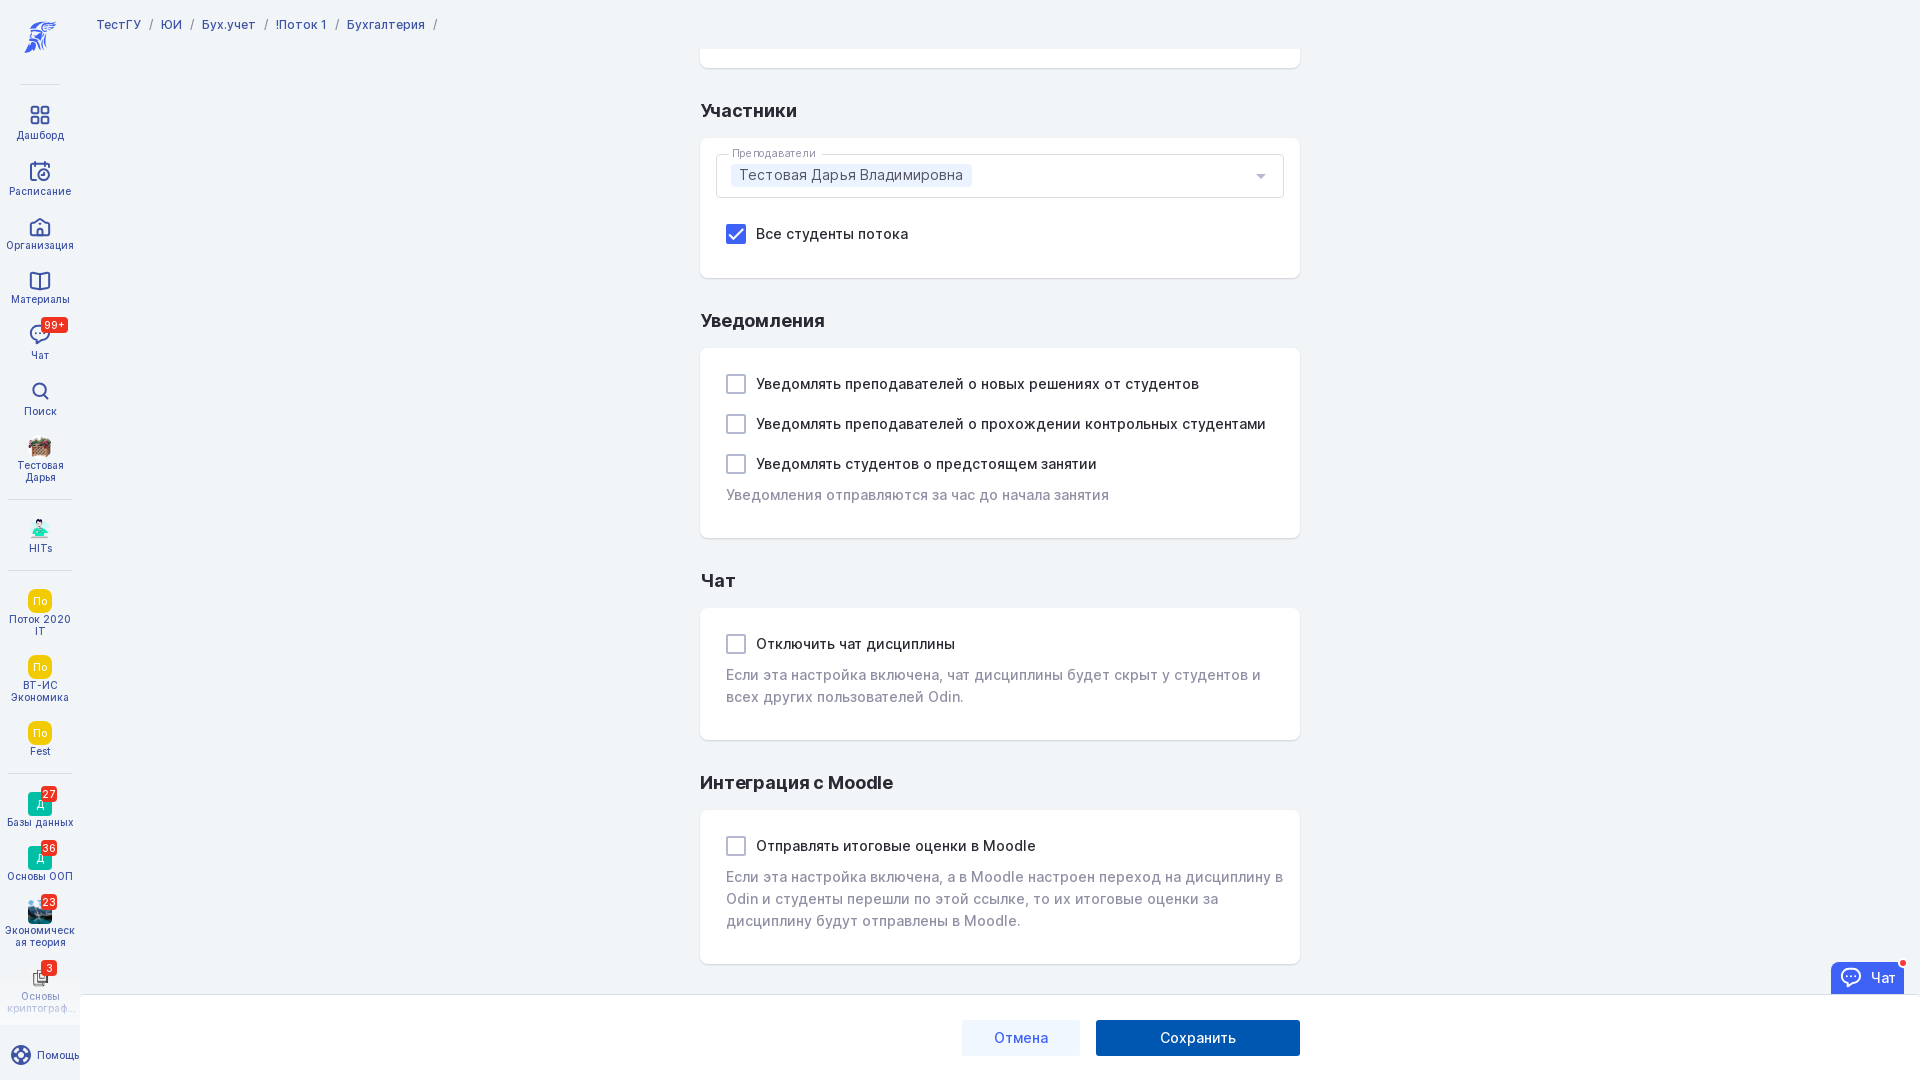 ТестГУ / ЮИ / Бух.учет / !Поток 1 / Бухгалтерия /
Дашборд
Расписание
Организация
Материалы
99+
Чат
Поиск
Тестовая
Дарья
HITs
По
Поток 2020
IT
По
ВТ-ИС
Экономика
По
Fest
27
Д
Базы данных
36
Д
Основы ООП
23
Экономическ
ая теория
3
Основы
криптограф...
Помощь
Участники
Преподаватели
Тестовая Дарья Владимировна
Все студенты потока
Уведомления
Уведомлять преподавателей о новых решениях от студентов
Уведомлять преподавателей о прохождении контрольных студентами
Уведомлять студентов о предстоящем занятии
Уведомления отправляются за час до начала занятия
Чат
Отключить чат дисциплины
Если эта настройка включена, чат дисциплины будет скрыт у студентов и
всех других пользователей Odin.
Интеграция с Moodle
Отправлять итоговые оценки в Moodle
Если эта настройка включена, а в Moodle настроен переход на дисциплину в
Odin и студенты перешли по этой ссылке, то их итоговые оценки за
дисциплину будут отправлены в Moodle.
Чат
Отмена
Сохранить